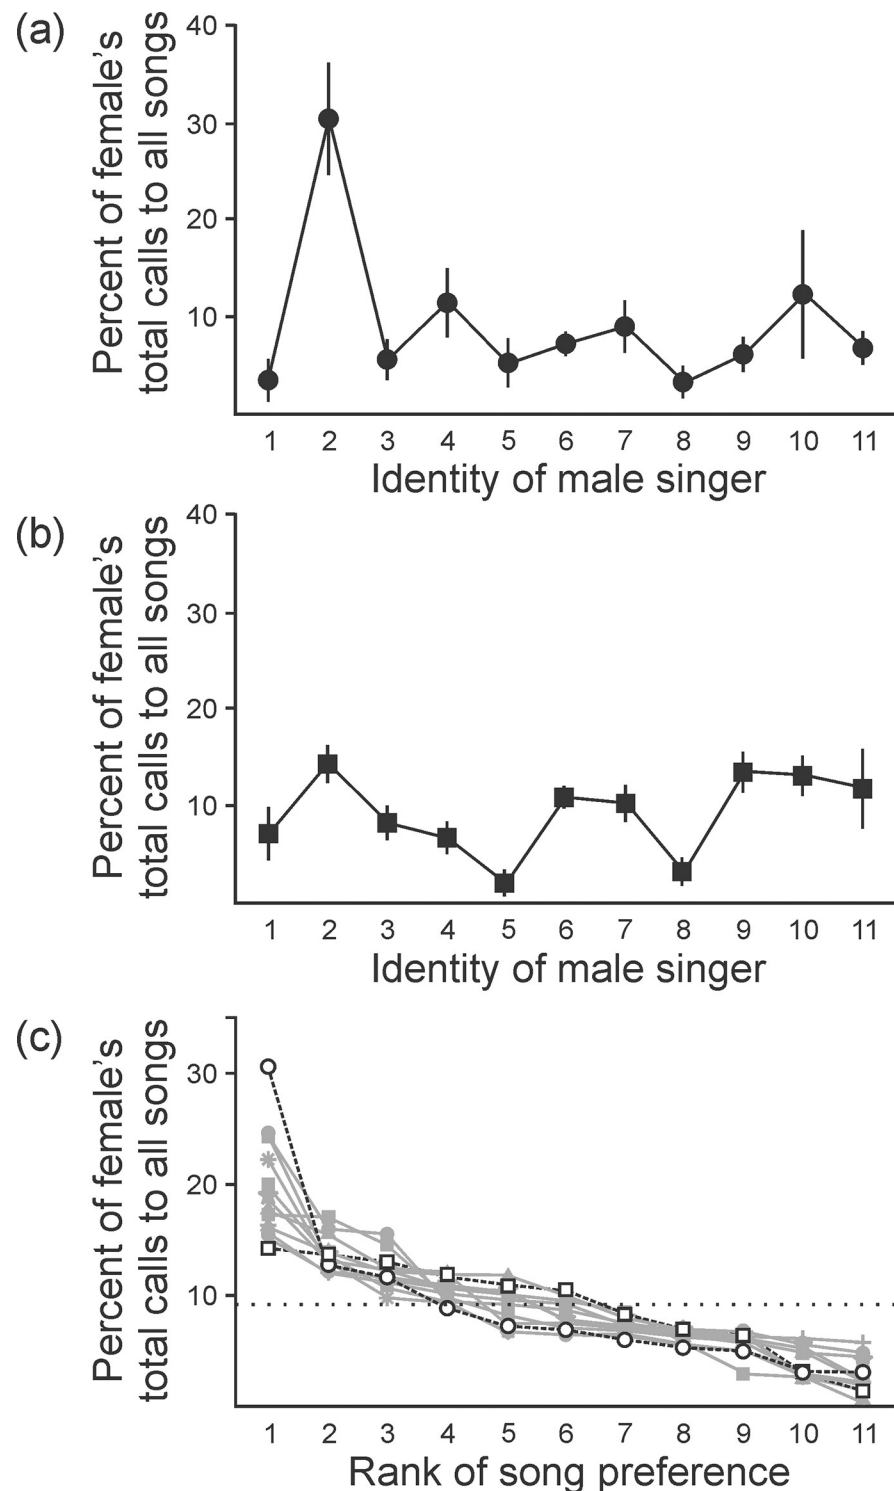 (a)
Percent of female's
total calls to all songs
40
30
20
10
1 2 3 4 5 6 7 8 9 10 11
Identity of male singer
(b)
Percent of female's
total calls to all songs
40
30
20
10
1 2 3 4 5 6 7 8 9 10 11
Identity of male singer
(c)
Percent of female's
total calls to all songs
30
20
10
1 2 3 4 5 6 7 8 9 10 11
Rank of song preference